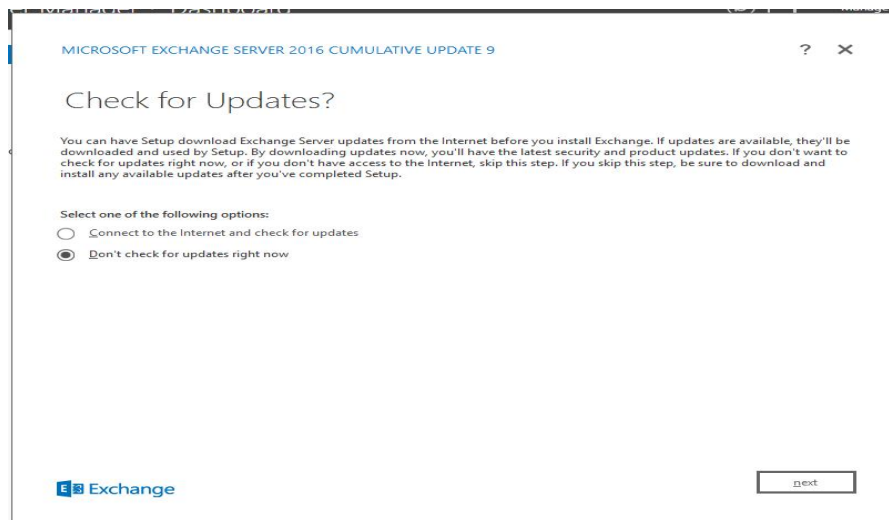 er Manager Dashboard
Manage
MICROSOFT EXCHANGE SERVER 2016 CUMULATIVE UPDATE 9
? ✕
Check for Updates?
You can have Setup download Exchange Server updates from the Internet before you install Exchange. If updates are available, they'll be
downloaded and used by Setup. By downloading updates now, you'll have the latest security and product updates. If you don't want to
check for updates right now, or if you don't have access to the Internet, skip this step. If you skip this step, be sure to download and
install any available updates after you've completed Setup.
Select one of the following options:
Connect to the Internet and check for updates
Don't check for updates right now
Exchange
next